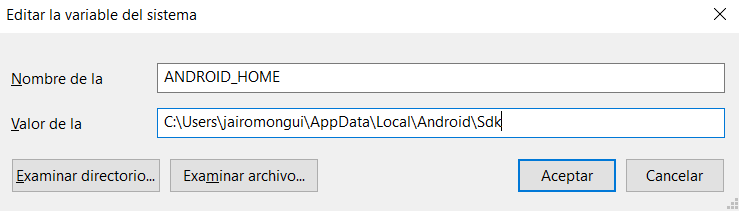 Editar la variable del sistema
Nombre de la
ANDROID_HOME
Valor de la
C:\Users\jairomongui\AppData\Local\Android\Sdk
Examinar directorio...
Examinar archivo...
Aceptar
Cancelar